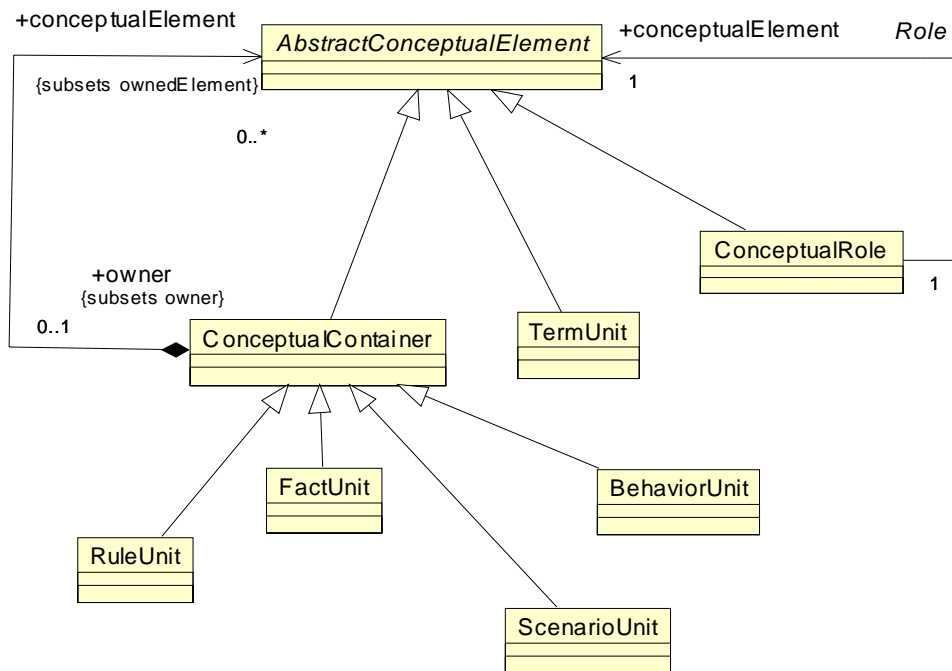 +conceptualElement
AbstractConceptualElement
+conceptualElement
Role
{subsets ownedElement}
1
0..*
ConceptualRole
+owner
{subsets owner}
1
0..1
ConceptualContainer
TermUnit
FactUnit
BehaviorUnit
RuleUnit
ScenarioUnit